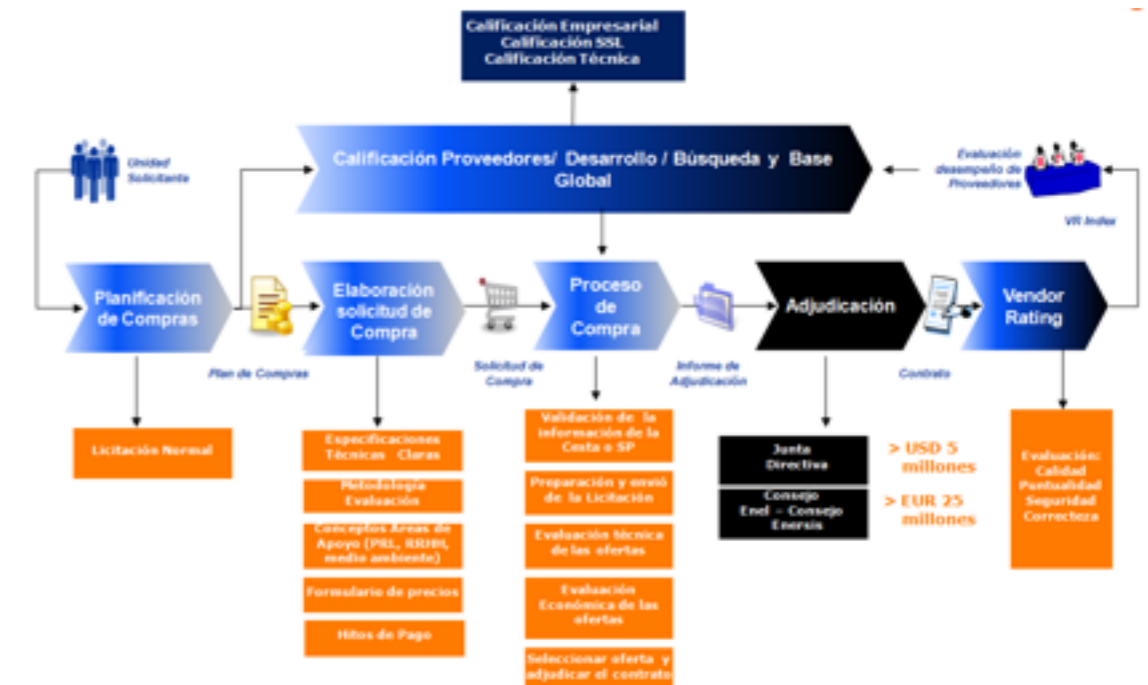 Calificación Empresarial
Calificación SSL
Calificación Técnica
Unidad
Solicitante
Calificación Proveedores/ Desarrollo / Búsqueda y Base
Global
Evaluación
desempeño de
Proveedores
VR Index
Planificación
de Compras
Elaboración
solicitud de
Compra
Proceso
de
Compra
Adjudicación
Vendor
Rating
Plan de Compras
Solicitud de
Compra
Informe de
Adjudicación
Contrato
Licitación Normal
Especificaciones
Técnicas Claras
Metodología
Evaluación
Conceptos Áreas de
Apoyo (PRL, RRHH,
medio ambiente)
Formulario de precios
Hitos de Pago
Validación de la
información de la
Cesta o SP
Preparación y envió
de la Licitación
Evaluación técnica
de las ofertas
Evaluación
Económica de las
ofertas
Seleccionar oferta y
adjudicar el contrato
Junta
Directiva
> USD 5
millones
Consejo
Enel – Consejo
Enersis
> EUR 25
millones
Evaluación:
Calidad
Puntualidad
Seguridad
Correcteza